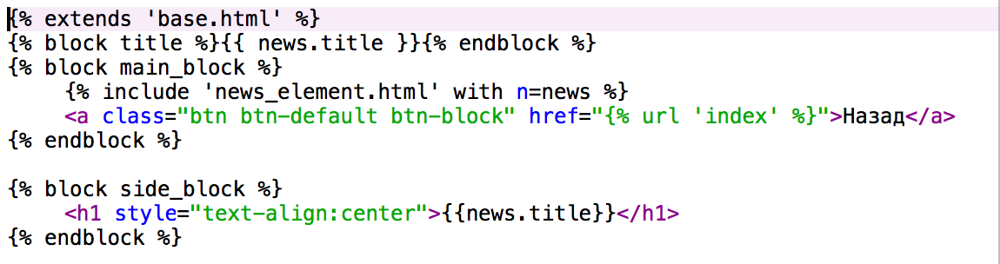 {% extends 'base.html' %}
{% block title %}{{ news.title }}{% endblock %}
{% block main_block %}
{% include 'news_element.html' with n=news %}
<a class="btn btn-default btn-block" href="{% url 'index' %}">Назад</a>
{% endblock %}
{% block side_block %}
<h1 style="text-align:center">{{news.title}}</h1>
{% endblock %}